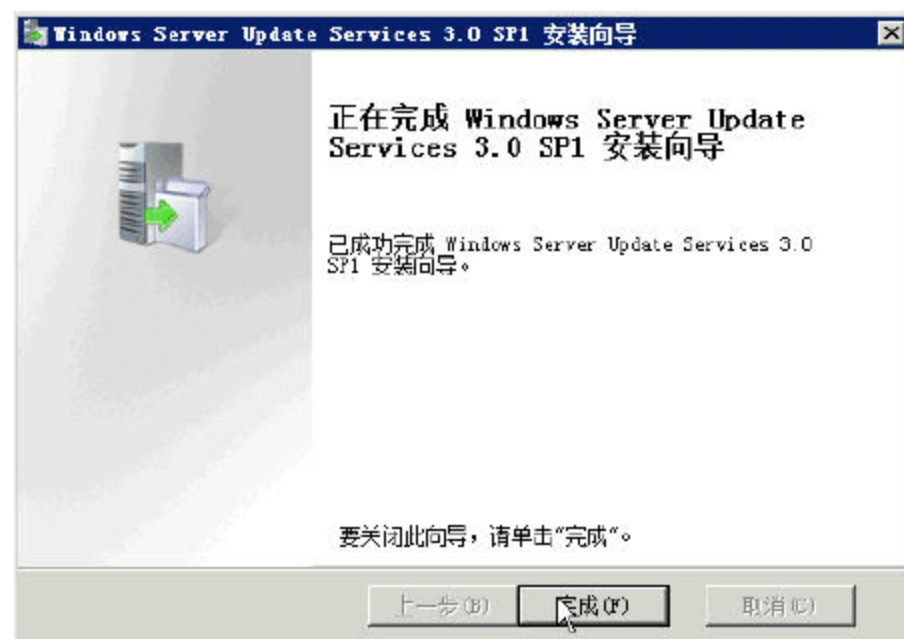 Windows Server Update Services 3.0 SP1 安装向导
正在完成 Windows Server Update
Services 3.0 SP1 安装向导
已成功完成 Windows Server Update Services 3.0
SP1 安装向导。
要关闭此向导，请单击“完成”。
上一步(B) 完成(F) 取消(C)